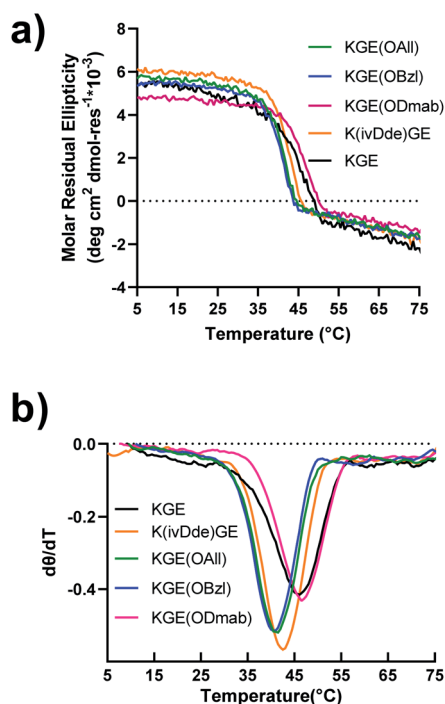 a)
Molar Residual Ellipticity
(deg cm² dmol-res⁻¹*10⁻³)
8
6
4
2
0
-2
-4
KGE(OAll)
KGE(OBzl)
KGE(ODmab)
K(ivDde)GE
KGE
5 15 25 35 45 55 65 75
Temperature (°C)
b)
dθ/dT
0.0
-0.2
-0.4
KGE
K(ivDde)GE
KGE(OAll)
KGE(OBzl)
KGE(ODmab)
5 15 25 35 45 55 65 75
Temperature(°C)